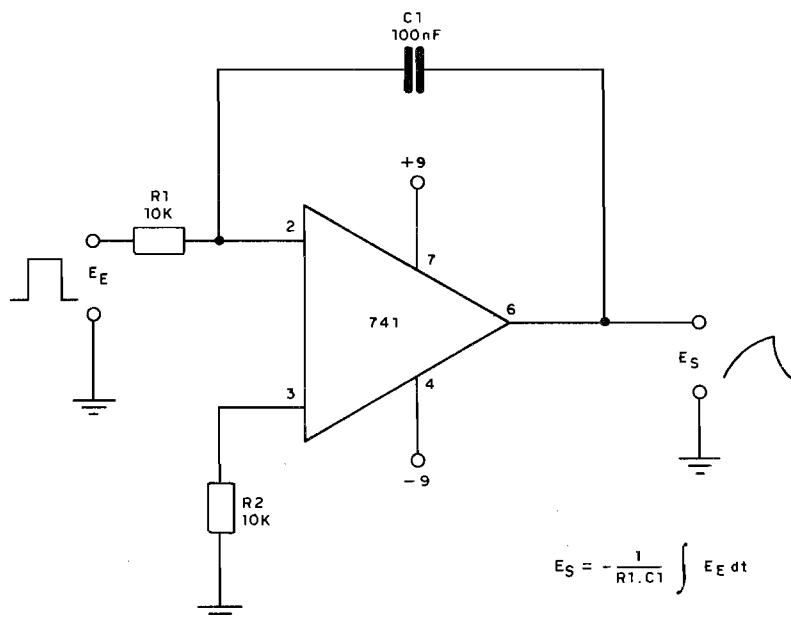 C1
100nF
+9
R1
10K
2
7
E_E
741
6
E_S
3
4
-9
R2
10K
E_S = - 1/R1.C1 ∫ E_E dt